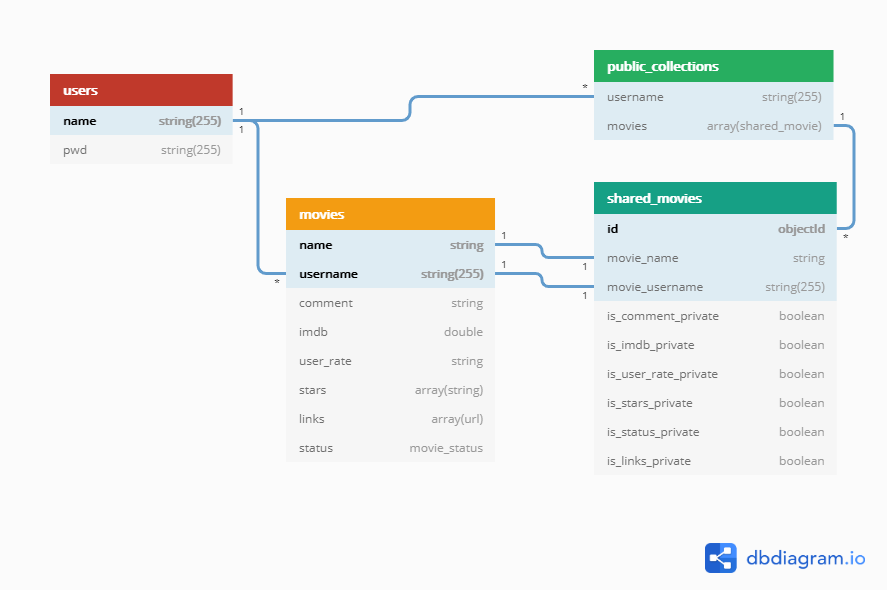 users
name string(255)
pwd string(255)
1
1
*
movies
name string
username string(255)
comment string
imdb double
user_rate string
stars array(string)
links array(url)
status movie_status
1
1
1
1
*
public_collections
username string(255)
movies array(shared_movie)
1
*
shared_movies
id objectId
movie_name string
movie_username string(255)
is_comment_private boolean
is_imdb_private boolean
is_user_rate_private boolean
is_stars_private boolean
is_status_private boolean
is_links_private boolean
dbdiagram.io